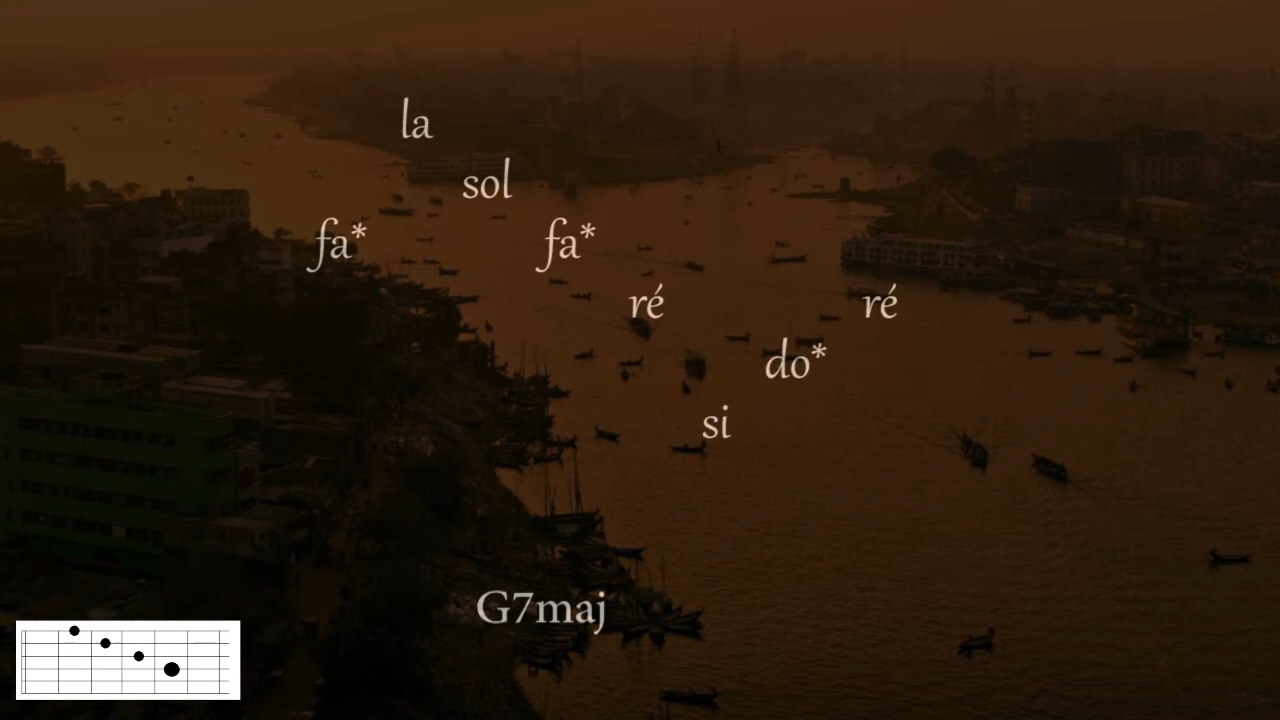 la
sol
fa* fa*
ré ré
do*
si
G7maj